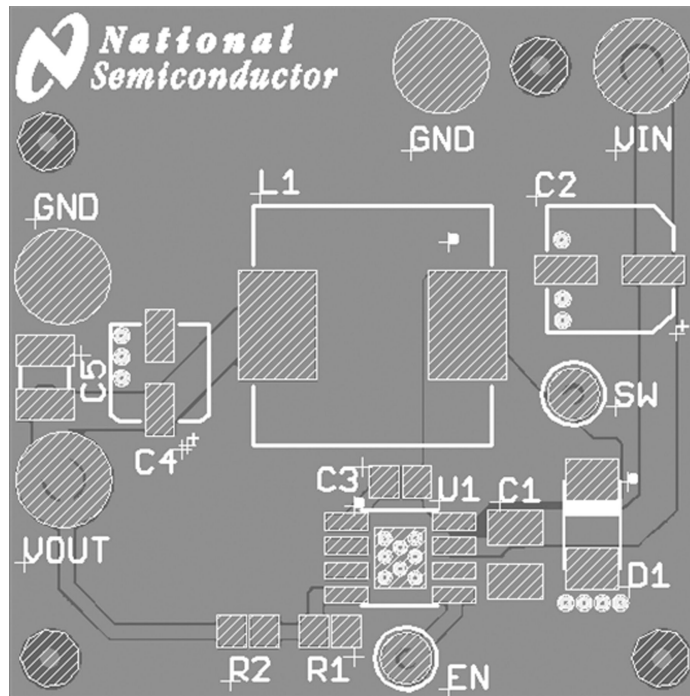 National
Semiconductor
GND
VIN
L1
C2
GND
C5
SW
C4
C3
U1
C1
VOUT
D1
R2
R1
EN